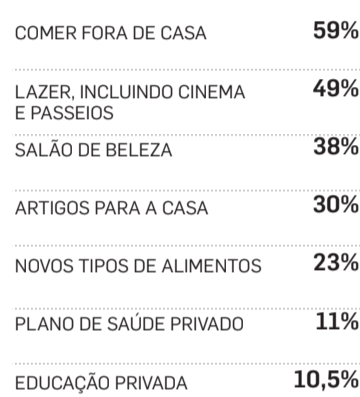 COMER FORA DE CASA 59%
LAZER, INCLUINDO CINEMA 49%
E PASSEIOS
SALÃO DE BELEZA 38%
ARTIGOS PARA A CASA 30%
NOVOS TIPOS DE ALIMENTOS 23%
PLANO DE SAÚDE PRIVADO 11%
EDUCAÇÃO PRIVADA 10,5%